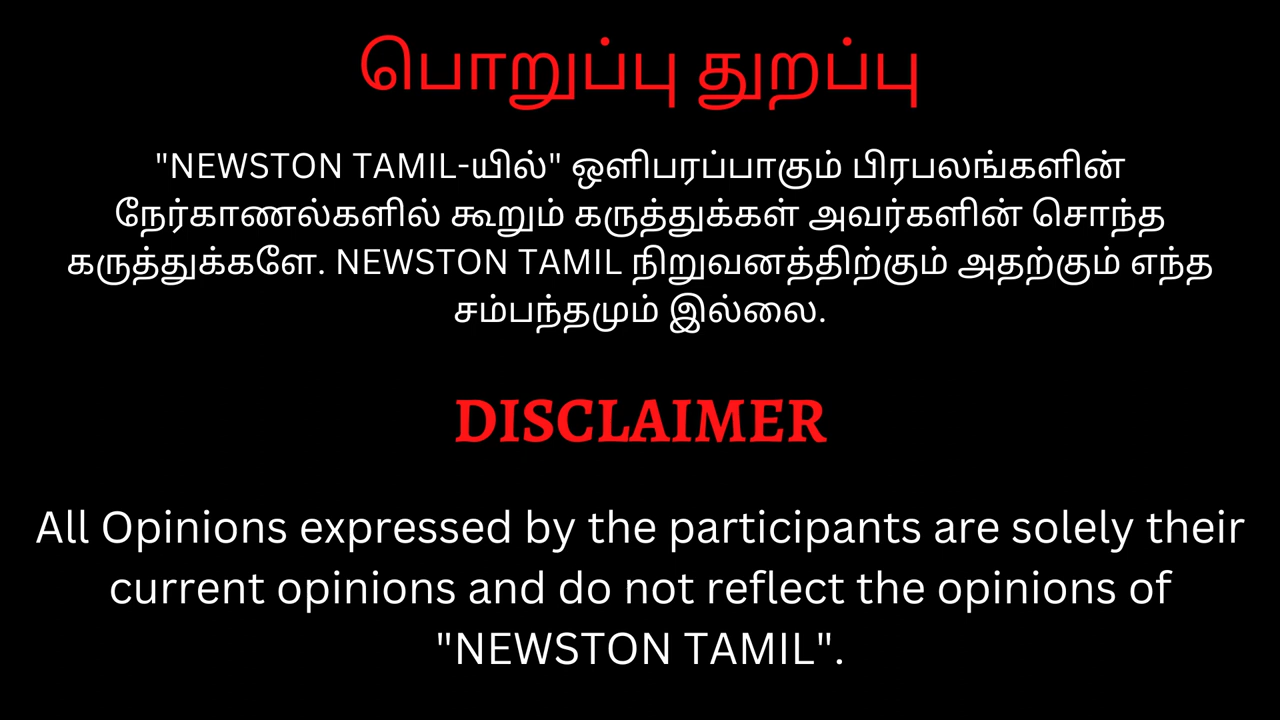 பொறுப்பு துறப்பு
"NEWSTON TAMIL-யில்" ஒளிபரப்பாகும் பிரபலங்களின்
நேர்காணல்களில் கூறும் கருத்துக்கள் அவர்களின் சொந்த
கருத்துக்களே. NEWSTON TAMIL நிறுவனத்திற்கும் அதற்கும் எந்த
சம்பந்தமும் இல்லை.
DISCLAIMER
All Opinions expressed by the participants are solely their
current opinions and do not reflect the opinions of
"NEWSTON TAMIL".